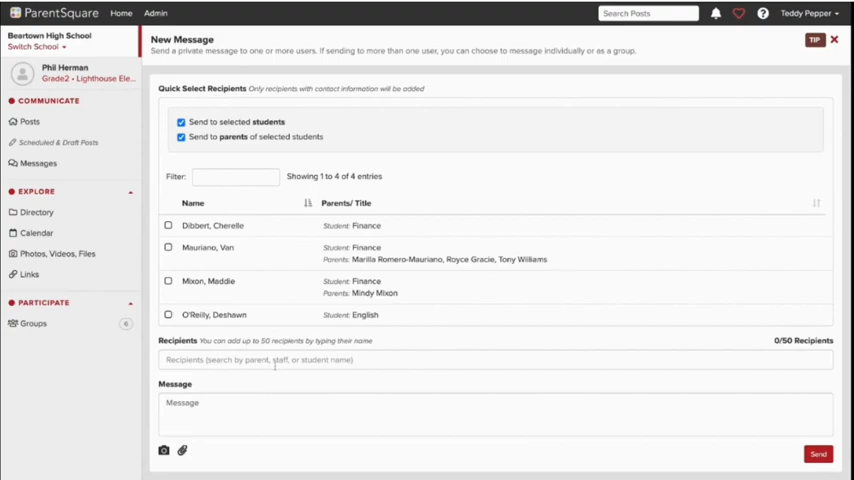 ParentSquare Home Admin Search Posts Teddy Pepper
Beartown High School
Switch School
Phil Herman
Grade2 • Lighthouse Ele...
COMMUNICATE
Posts
Scheduled & Draft Posts
Messages
EXPLORE
Directory
Calendar
Photos, Videos, Files
Links
PARTICIPATE
Groups 6
New Message TIP
Send a private message to one or more users. If sending to more than one user, you can choose to message individually or as a group.
Quick Select Recipients Only recipients with contact information will be added
Send to selected students
Send to parents of selected students
Filter: Showing 1 to 4 of 4 entries
Name Parents/ Title
Dibbert, Cherelle Student: Finance
Mauriano, Van Student: Finance
Parents: Marilla Romero-Mauriano, Royce Gracie, Tony Williams
Mixon, Maddie Student: Finance
Parents: Mindy Mixon
O'Reilly, Deshawn Student: English
Recipients You can add up to 50 recipients by typing their name 0/50 Recipients
Recipients (search by parent, staff, or student name)
Message
Message
Send